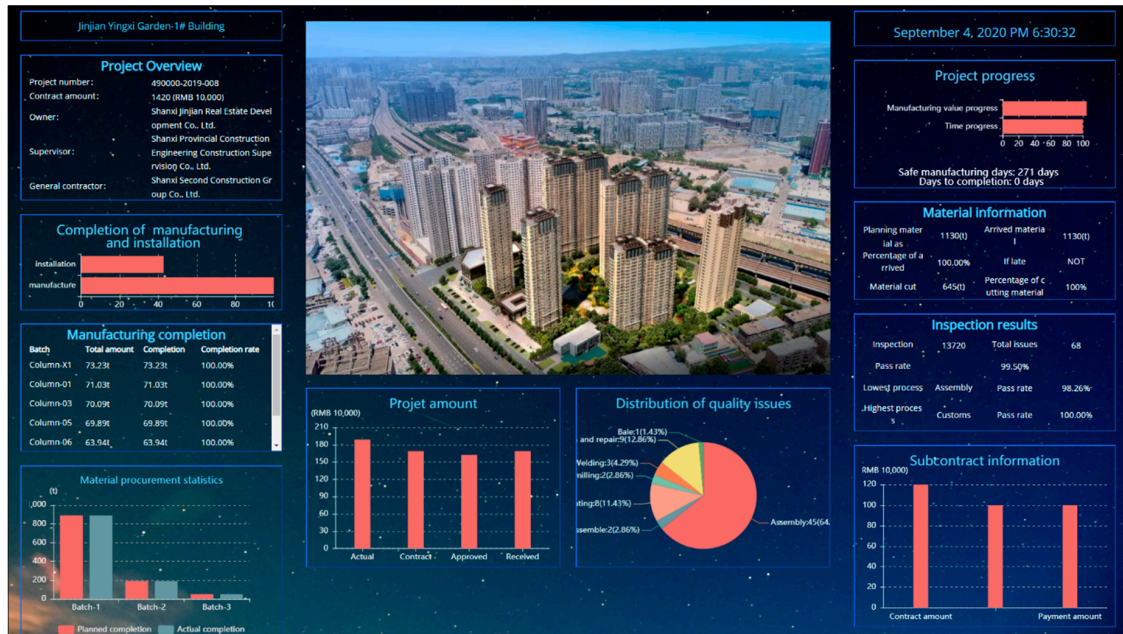 Jinjian Yingxi Garden-1# Building
Project Overview
Project number: 490000-2019-008
Contract amount: 1420 (RMB 10,000)
Owner: Shanxi Jinjian Real Estate Devel
opment Co., Ltd.
Supervisor: Shanxi Provincial Construction
Engineering Construction Supe
rvision Co., Ltd.
General contractor: Shanxi Second Construction Gr
oup Co., Ltd.
Completion of manufacturing
and installation
installation
manufacture
0 20 40 60 80 100
Manufacturing completion
Batch Total amount Completion Completion rate
Column-X1 73.23t 73.23t 100.00%
Column-01 71.03t 71.03t 100.00%
Column-03 70.09t 70.09t 100.00%
Column-05 69.89t 69.89t 100.00%
Column-06 63.94t 63.94t 100.00%
Material procurement statistics
(t)
,000
800
600
400
200
0
Batch-1 Batch-2 Batch-3
Planned completion Actual completion
Projet amount
(RMB 10,000)
210
180
150
120
90
60
30
0
Actual Contract Approved Received
Distribution of quality issues
Bale:1(1.43%)
and repair:9(12.86%)
Welding:3(4.29%)
milling:2(2.86%)
ating:8(11.43%)
ssemble:2(2.86%)
Assembly:45(64.
September 4, 2020 PM 6:30:32
Project progress
Manufacturing value progress
Time progress
0 20 40 60 80 100
Safe manufacturing days: 271 days
Days to completion: 0 days
Material information
Planning mater
ial as 1130(t) Arrived materia
l 1130(t)
Percentage of a
rrived 100.00% If late NOT
Material cut 645(t) Percentage of c
utting material 100%
Inspection results
Inspection 13720 Total issues 68
Pass rate 99.50%
Lowest process Assembly Pass rate 98.26%
Highest proces
s Customs Pass rate 100.00%
Subcontract information
RMB 10,000)
120
100
80
60
40
20
0
Contract amount Payment amount